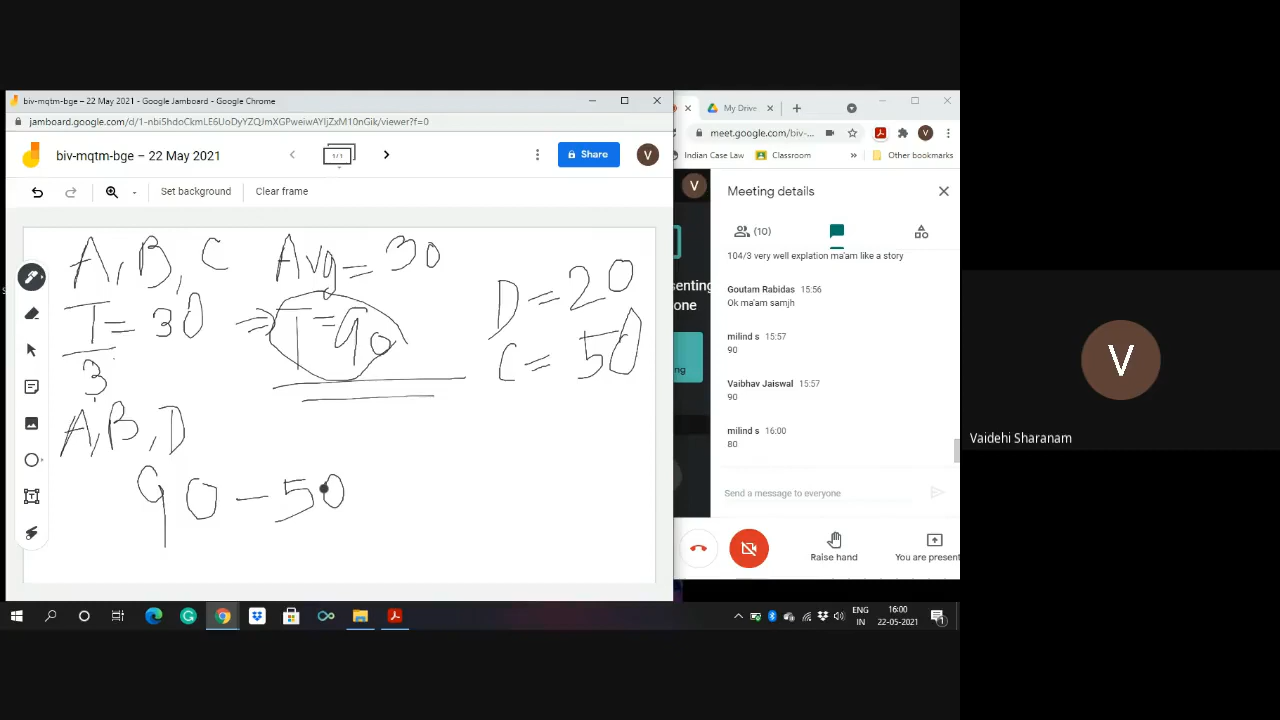 biv-mqtm-bge – 22 May 2021 - Google Jamboard - Google Chrome
jamboard.google.com/d/1-nbi5hdoCkmLE6UoDyYZQJmXGPweiwAYIjZxM10nGik/viewer?f=0
biv-mqtm-bge – 22 May 2021
1/1
Share
V
Set background
Clear frame
A, B, C Avg = 30
T/3 = 30 ⇒ T = 90
D = 20
C = 50
A, B, D
90 - 50
My Drive
meet.google.com/biv-...
V
Indian Case Law
Classroom
Other bookmarks
V
Meeting details
(10)
104/3 very well explation ma'am like a story
Goutam Rabidas 15:56
Ok ma'am samjh
milind s 15:57
90
Vaibhav Jaiswal 15:57
90
milind s 16:00
80
Send a message to everyone
Raise hand
You are present
ENG
IN
16:00
22-05-2021
1
V
Vaidehi Sharanam